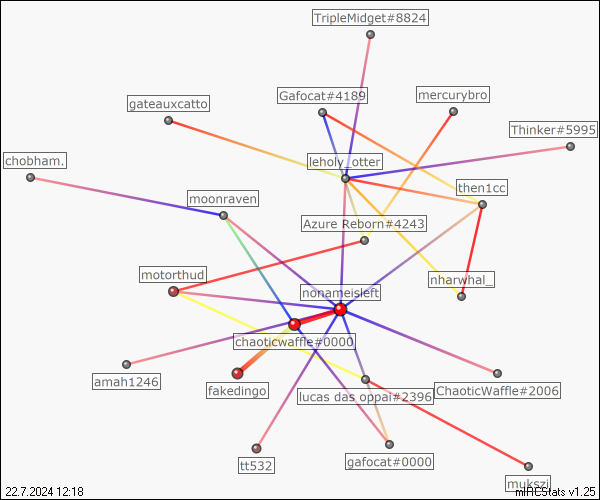 TripleMidget#8824
Gafocat#4189
mercurybro
gateauxcatto
Thinker#5995
chobham.
leholy_otter
then1cc
moonraven
Azure Reborn#4243
motorthud
nharwhal_
nonameisleft
chaoticwaffle#0000
amah1246
fakedingo
ChaoticWaffle#2006
lucas das oppai#2396
tt532
gafocat#0000
mukszi
22.7.2024 12:18
mIRCStats v1.25